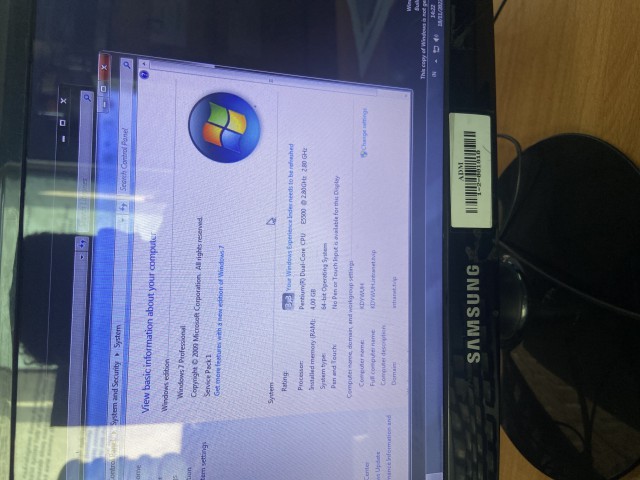 Search Control Panel
System and Security ▸ System
View basic information about your computer
Windows edition
Windows 7 Professional
Copyright © 2009 Microsoft Corporation. All rights reserved.
Service Pack 1
Get more features with a new edition of Windows 7
System
Rating:
Your Windows Experience Index needs to be refreshed
Processor:
Pentium(R) Dual-Core CPU E5500 @ 2.80GHz 2.80 GHz
Installed memory (RAM):
4.00 GB
System type:
64-bit Operating System
Pen and Touch:
No Pen or Touch Input is available for this Display
Computer name, domain, and workgroup settings
Computer name:
Change settings
Full computer name:
Computer description:
Domain:
This copy of Windows is not
14:22
SAMSUNG
ADM